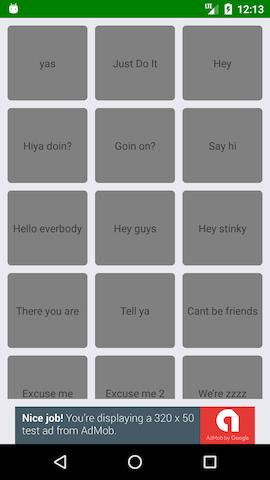 LTE 12:13
yas
Just Do It
Hey
Hiya doin?
Goin on?
Say hi
Hello everbody
Hey guys
Hey stinky
There you are
Tell ya
Cant be friends
Excuse me
Excuse me 2
We're zzzz
Nice job! You're displaying a 320 x 50
test ad from AdMob.
AdMob by Google